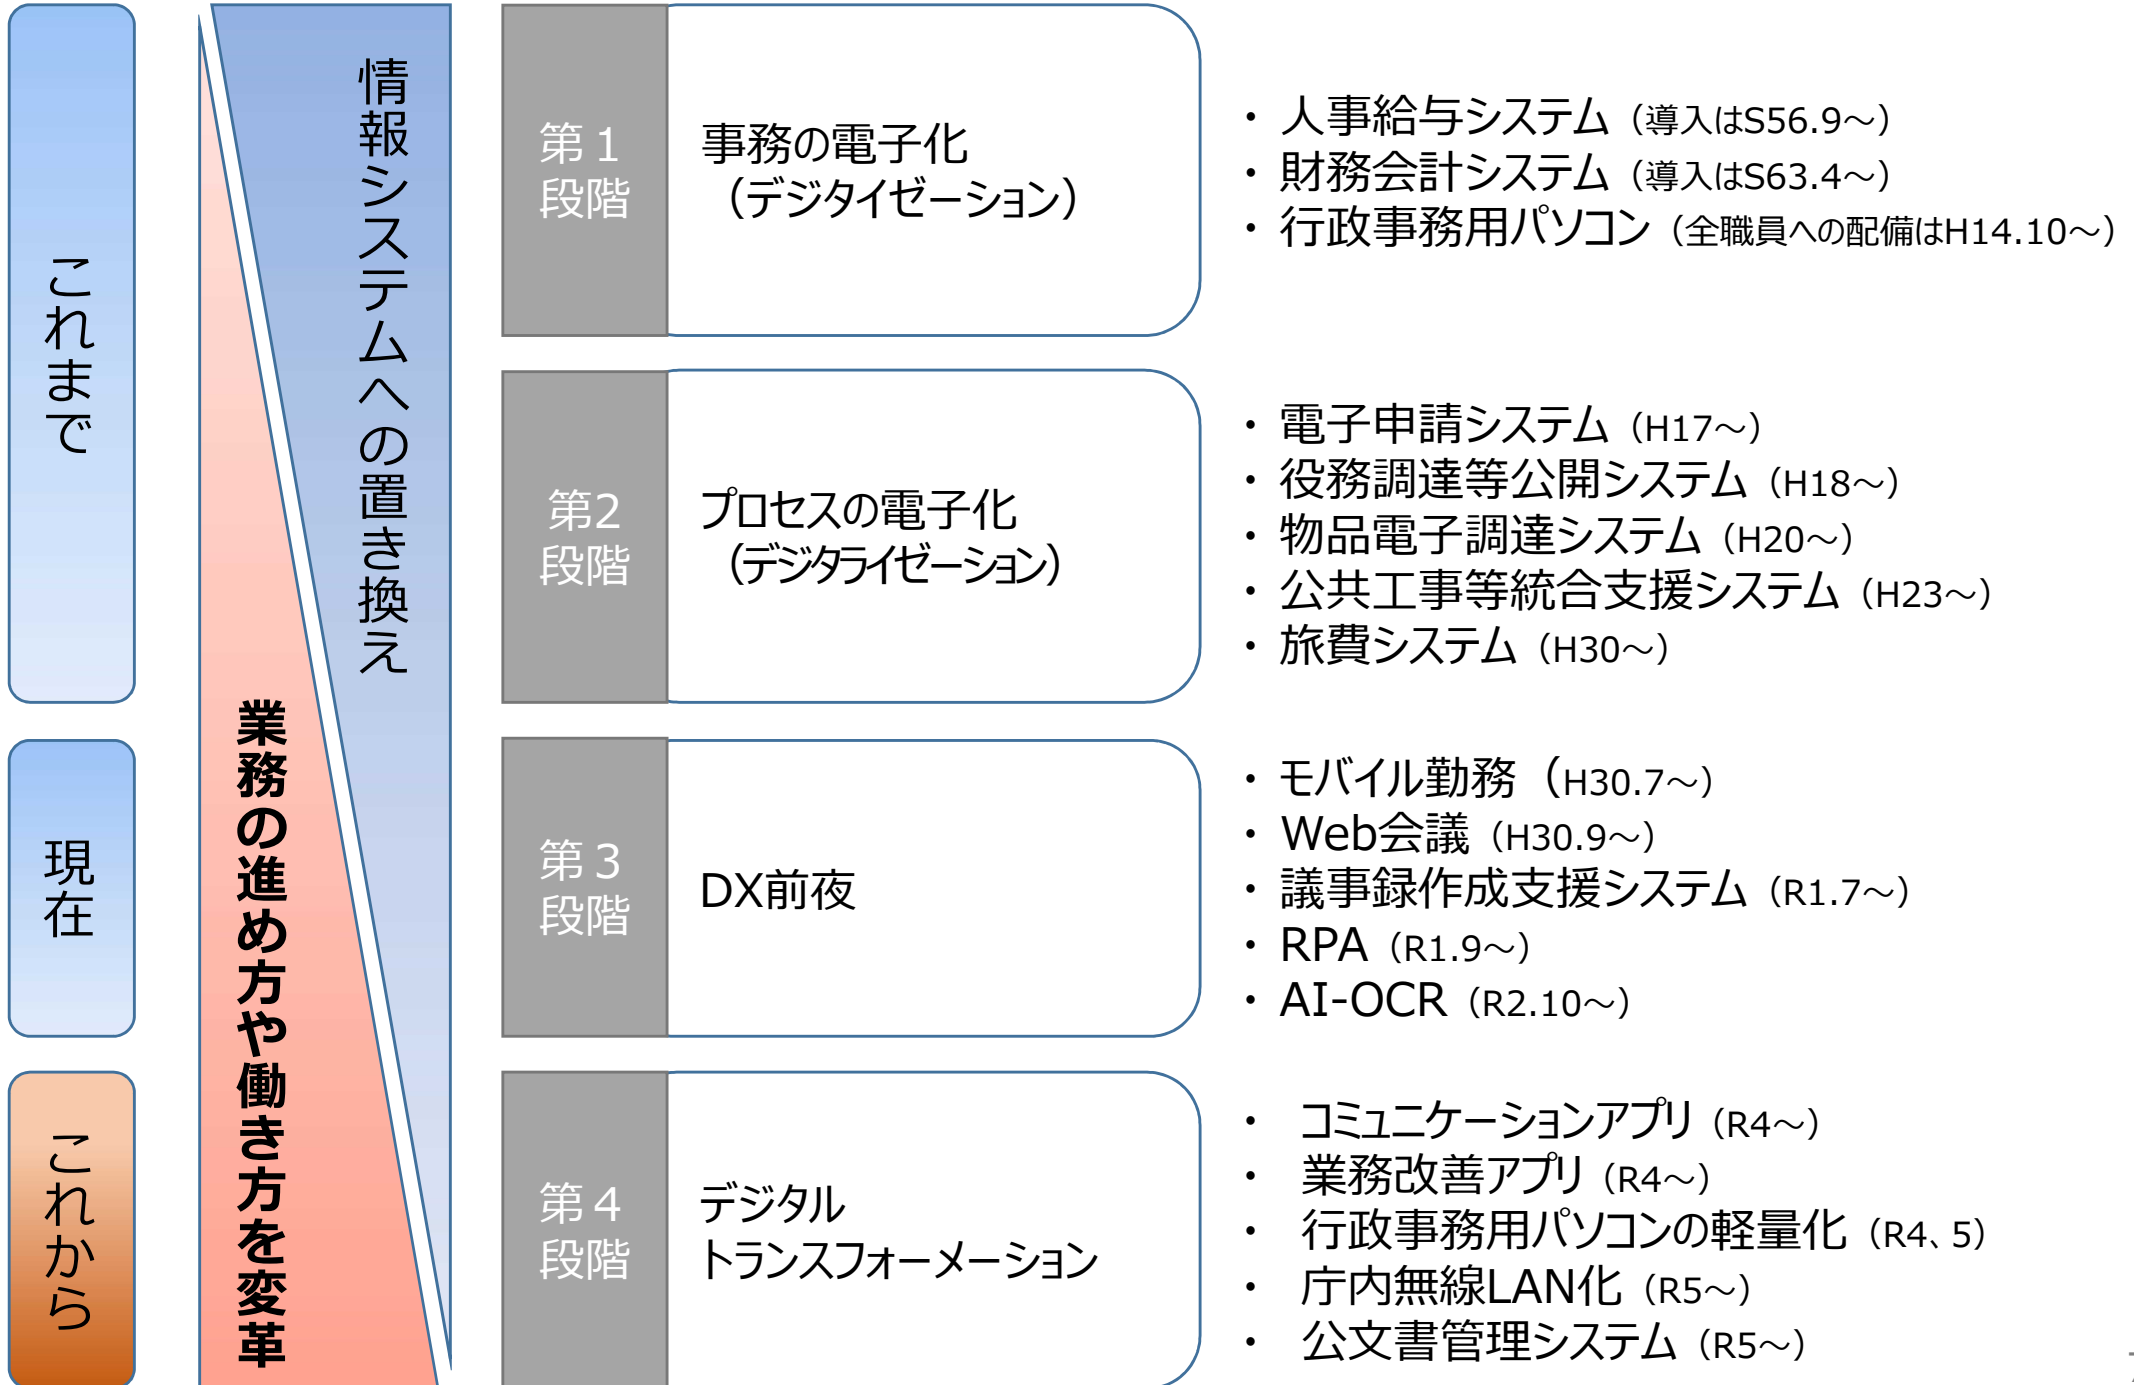 これまで
情報システムへの置き換え
業務の進め方や働き方を変革
第１
段階
事務の電子化
（デジタイゼーション）
・ 人事給与システム（導入はS56.9～）
・ 財務会計システム（導入はS63.4～）
・ 行政事務用パソコン（全職員への配備はH14.10～）
第2
段階
プロセスの電子化
（デジタライゼーション）
・ 電子申請システム（H17～）
・ 役務調達等公開システム（H18～）
・ 物品電子調達システム（H20～）
・ 公共工事等統合支援システム（H23～）
・ 旅費システム（H30～）
現在
第３
段階
DX前夜
・ モバイル勤務（H30.7～）
・ Web会議（H30.9～）
・ 議事録作成支援システム（R1.7～）
・ RPA（R1.9～）
・ AI-OCR（R2.10～）
これから
第４
段階
デジタル
トランスフォーメーション
・ コミュニケーションアプリ（R4～）
・ 業務改善アプリ（R4～）
・ 行政事務用パソコンの軽量化（R4、5）
・ 庁内無線LAN化（R5～）
・ 公文書管理システム（R5～）